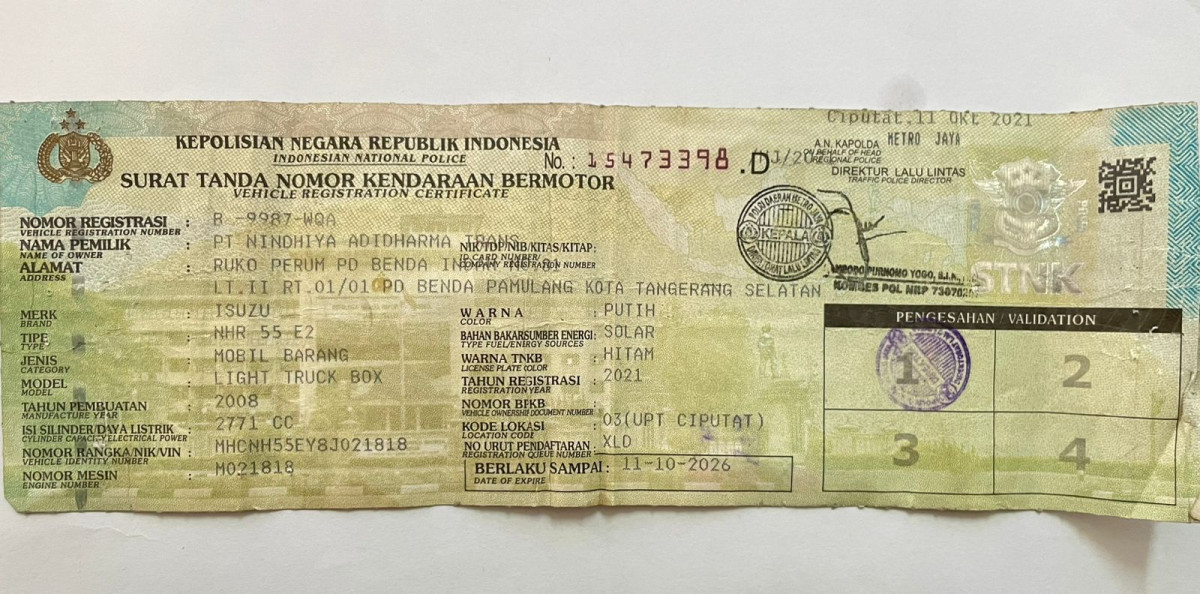 KEPOLISIAN NEGARA REPUBLIK INDONESIA
INDONESIAN NATIONAL POLICE
No. : 15473398 .D
SURAT TANDA NOMOR KENDARAAN BERMOTOR
VEHICLE REGISTRATION CERTIFICATE
Ciputat,11 Okt 2021
A.N. KAPOLDA METRO JAYA
ON BEHALF OF HEAD
REGIONAL POLICE
DIREKTUR LALU LINTAS
TRAFFIC POLICE DIRECTOR
KEPALA
KOMBES POL NRP
STNK
NOMOR REGISTRASI : B -9987-WQA
VEHICLE REGISTRATION NUMBER
NAMA PEMILIK : PT NINDHIYA ADIDHARMA TRANS
NAME OF OWNER
NIK/TDP/NIB/KITAS/KITAP:
ID CARD NUMBER/
COMPANY REGISTRATION NUMBER
ALAMAT : RUKO PERUM PD BENDA
ADDRESS
LT.II RT.01/01 PD BENDA PAMULANG KOTA TANGERANG SELATAN
MERK : ISUZU
BRAND
TIPE : NHR 55 E2
TYPE
JENIS : MOBIL BARANG
CATEGORY
MODEL : LIGHT TRUCK BOX
MODEL
TAHUN PEMBUATAN : 2008
MANUFACTURE YEAR
ISI SILINDER/DAYA LISTRIK : 2771 CC
CYLINDER CAPACITY/ELECTRICAL POWER
NOMOR RANGKA/NIK/VIN : MHCNH55EY8J021818
VEHICLE IDENTITY NUMBER
NOMOR MESIN : M021818
ENGINE NUMBER
WARNA : PUTIH
COLOR
BAHAN BAKAR/SUMBER ENERGI : SOLAR
TYPE FUEL/ENERGY SOURCES
WARNA TNKB : HITAM
LICENSE PLATE COLOR
TAHUN REGISTRASI : 2021
REGISTRATION YEAR
NOMOR BPKB :
VEHICLE OWNERSHIP DOCUMENT NUMBER
KODE LOKASI : 03(UPT CIPUTAT)
LOCATION CODE
NO URUT PENDAFTARAN : XLD
REGISTRATION QUEUE NUMBER
BERLAKU SAMPAI : 11-10-2026
DATE OF EXPIRE
PENGESAHAN / VALIDATION
1 2
3 4